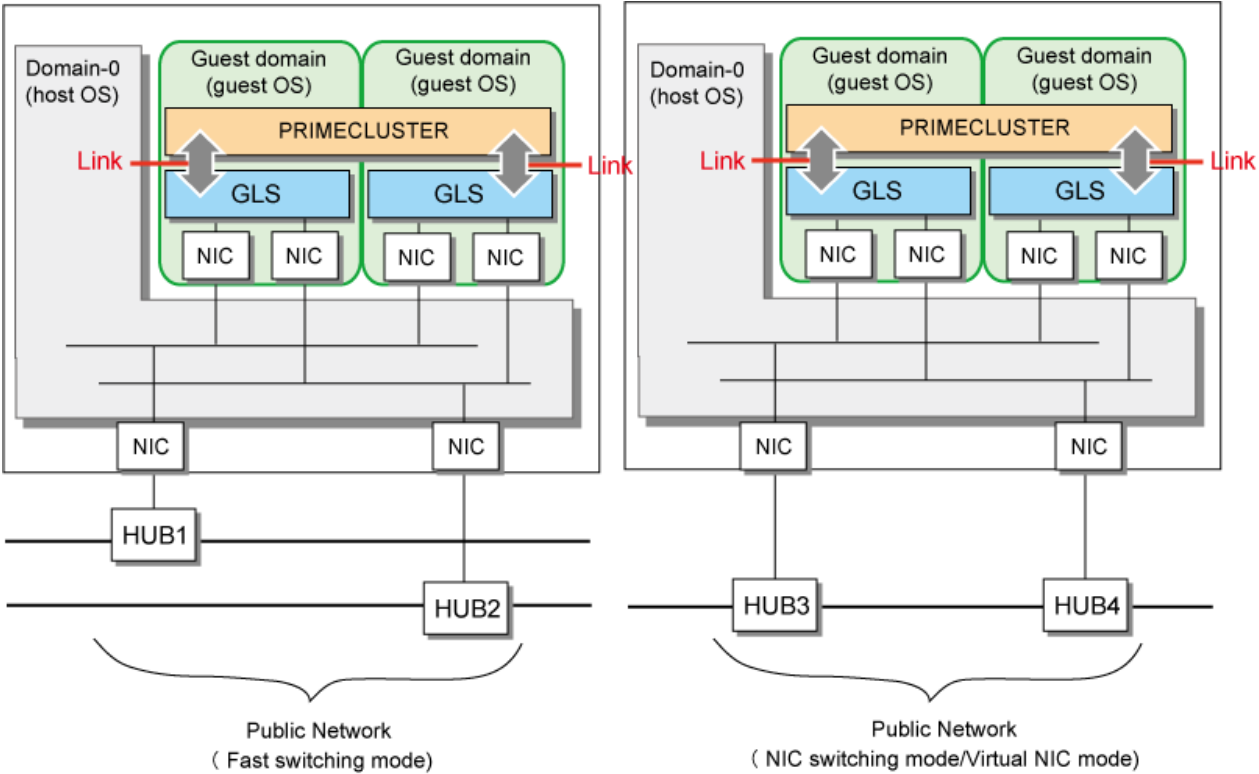 Domain-0
(host OS)
Guest domain
(guest OS)
Guest domain
(guest OS)
PRIMECLUSTER
Link
Link
GLS
GLS
NIC
NIC
NIC
NIC
NIC
NIC
HUB1
HUB2
Public Network
( Fast switching mode)
Domain-0
(host OS)
Guest domain
(guest OS)
Guest domain
(guest OS)
PRIMECLUSTER
Link
Link
GLS
GLS
NIC
NIC
NIC
NIC
NIC
NIC
HUB3
HUB4
Public Network
( NIC switching mode/Virtual NIC mode)